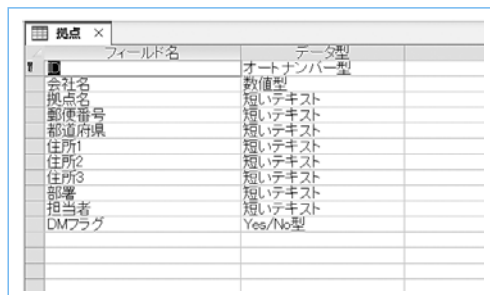 拠点 ×
フィールド名 データ型
ID オートナンバー型
会社名 数値型
拠点名 短いテキスト
郵便番号 短いテキスト
都道府県 短いテキスト
住所1 短いテキスト
住所2 短いテキスト
住所3 短いテキスト
部署 短いテキスト
担当者 短いテキスト
DMフラグ Yes/No型